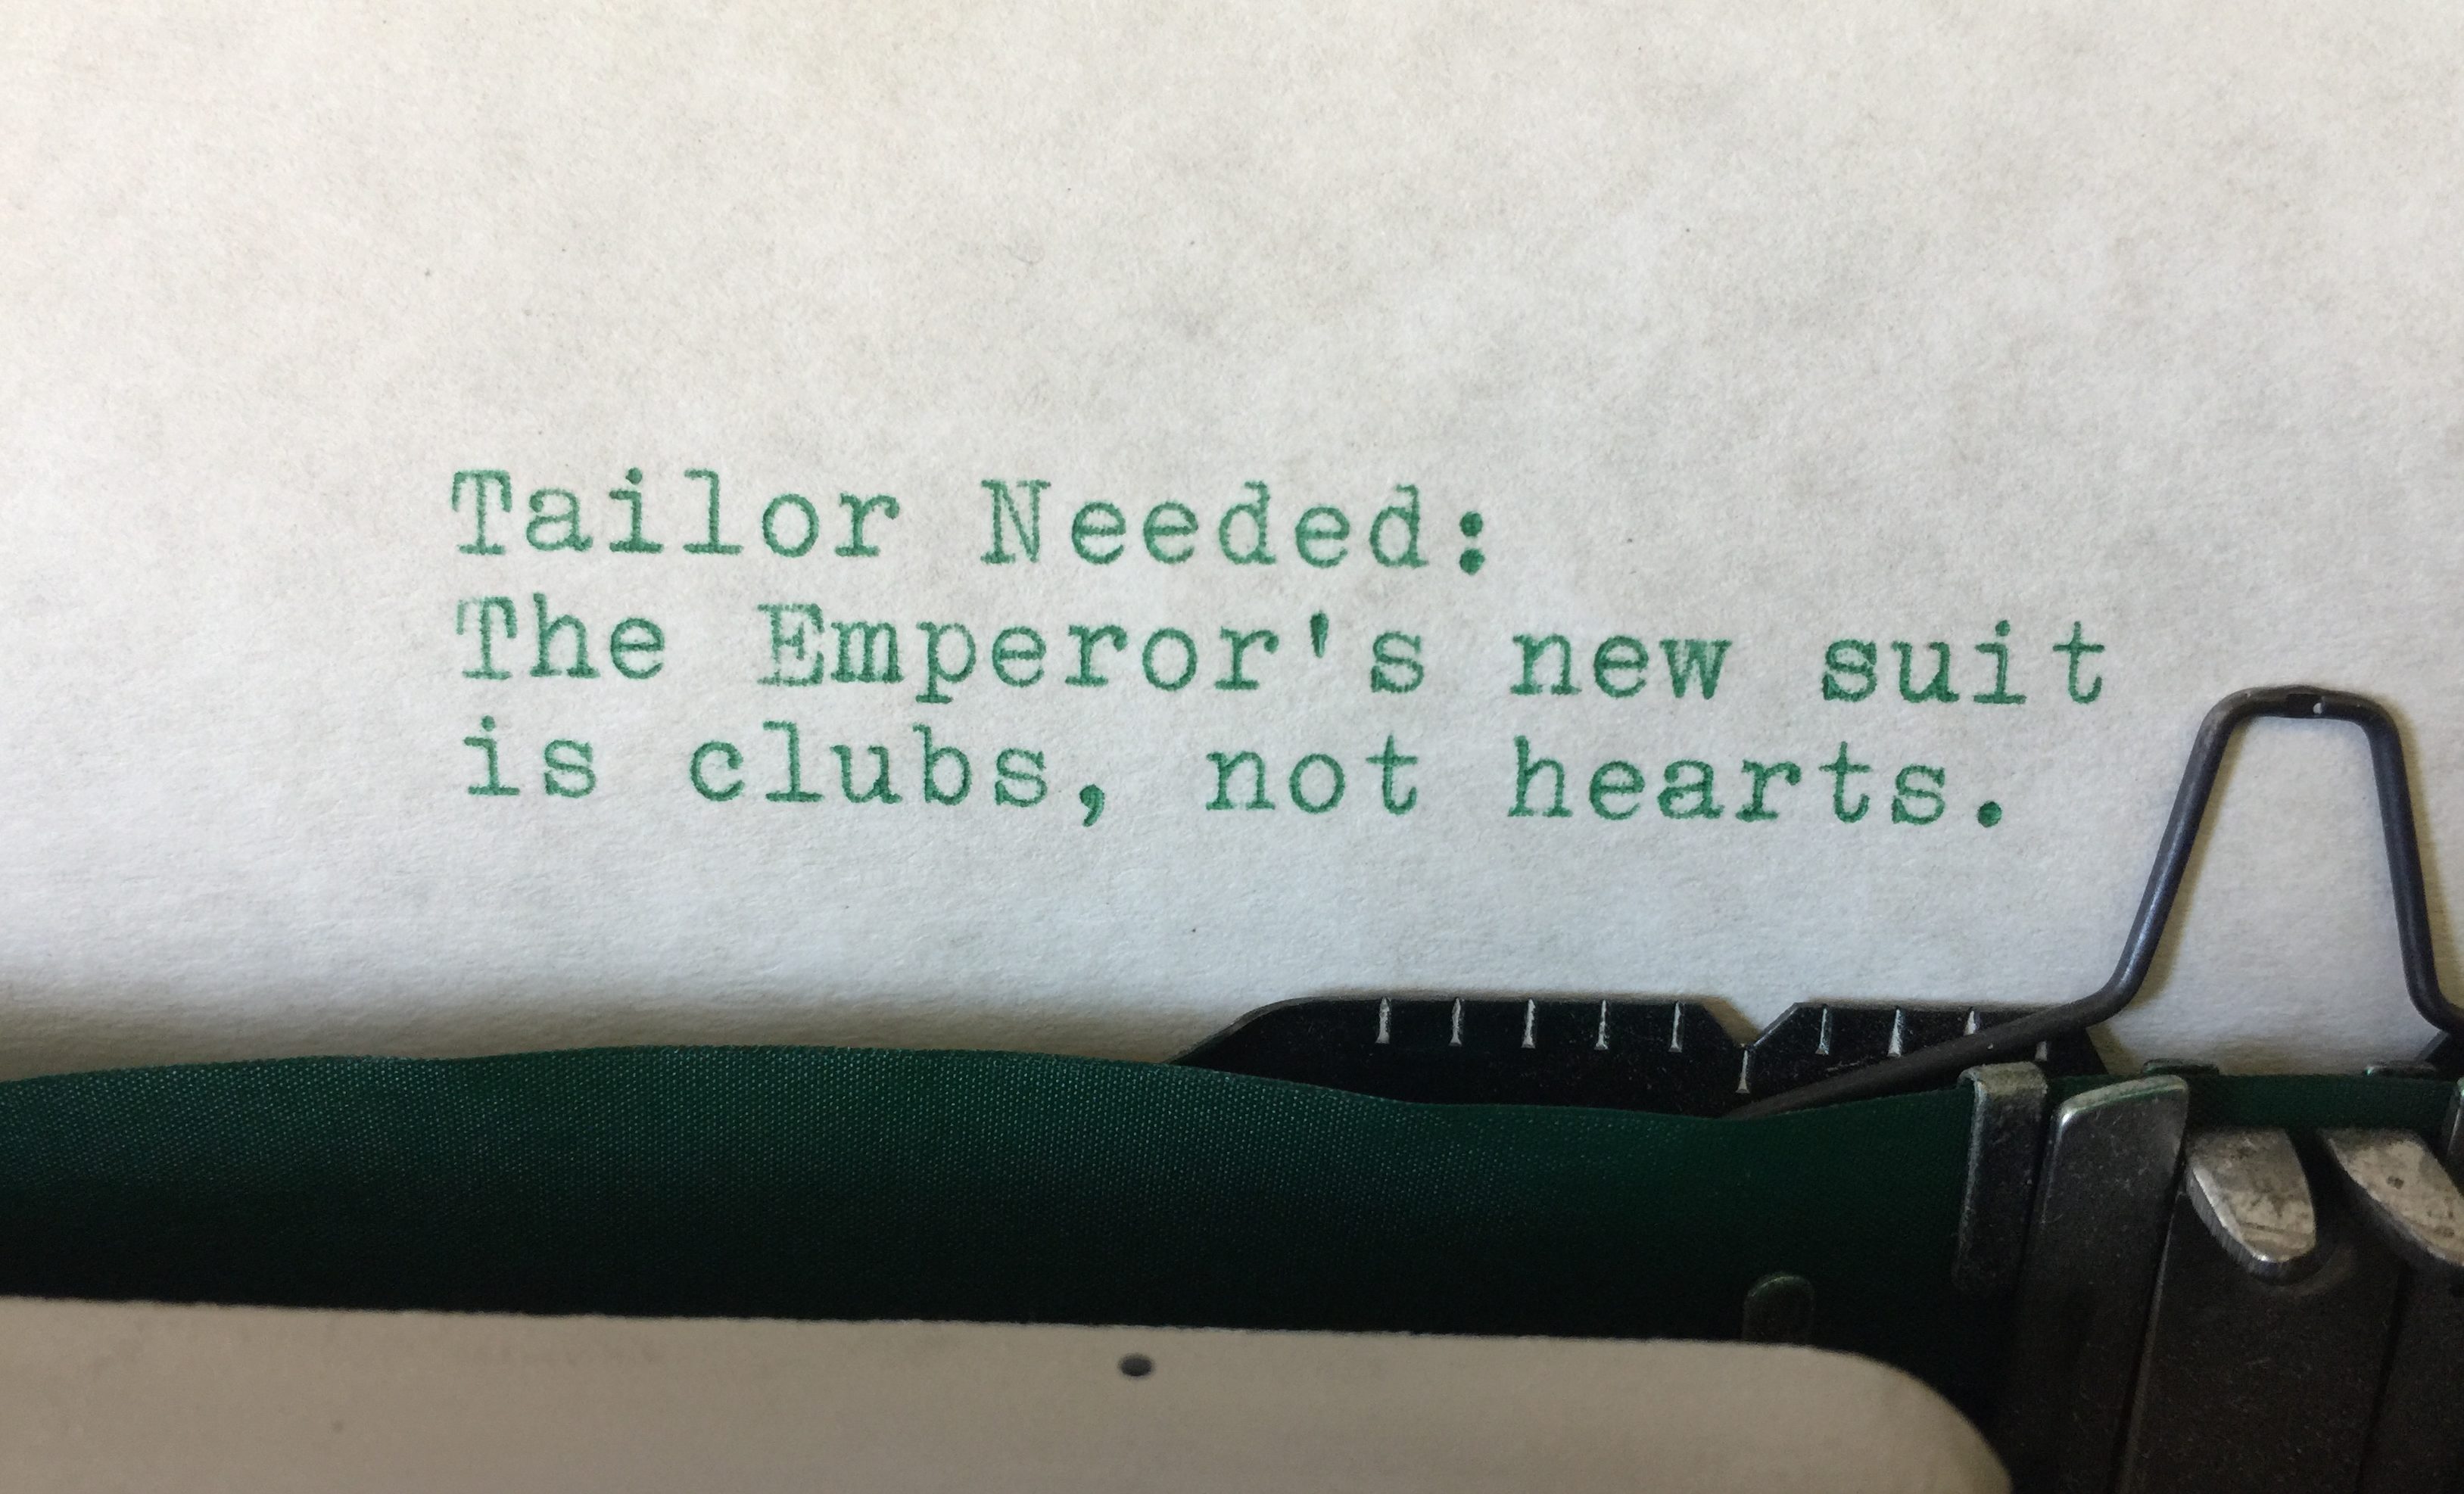 Tailor Needed:
The Emperor's new suit
is clubs, not hearts.